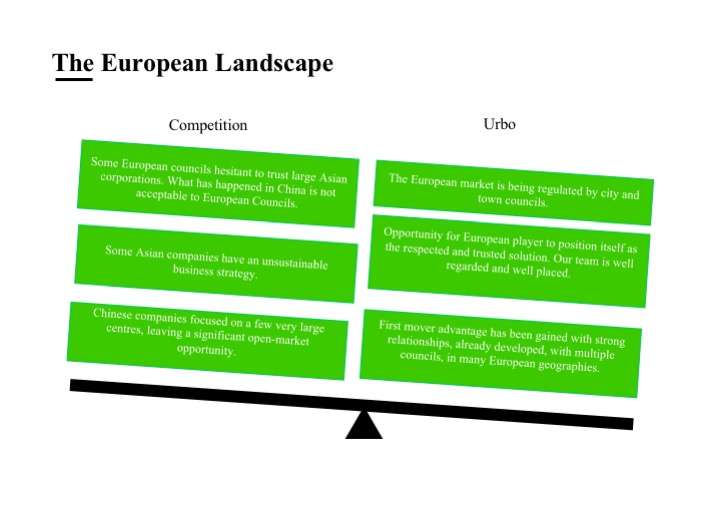 The European Landscape
Competition
Urbo
Some European councils hesitant to trust large Asian
corporations. What has happened in China is not
acceptable to European Councils.
The European market is being regulated by city and
town councils.
Some Asian companies have an unsustainable
business strategy.
Opportunity for European player to position itself as
the respected and trusted solution. Our team is well
regarded and well placed.
Chinese companies focused on a few very large
centres, leaving a significant open-market
opportunity.
First mover advantage has been gained with strong
relationships, already developed, with multiple
councils, in many European geographies.